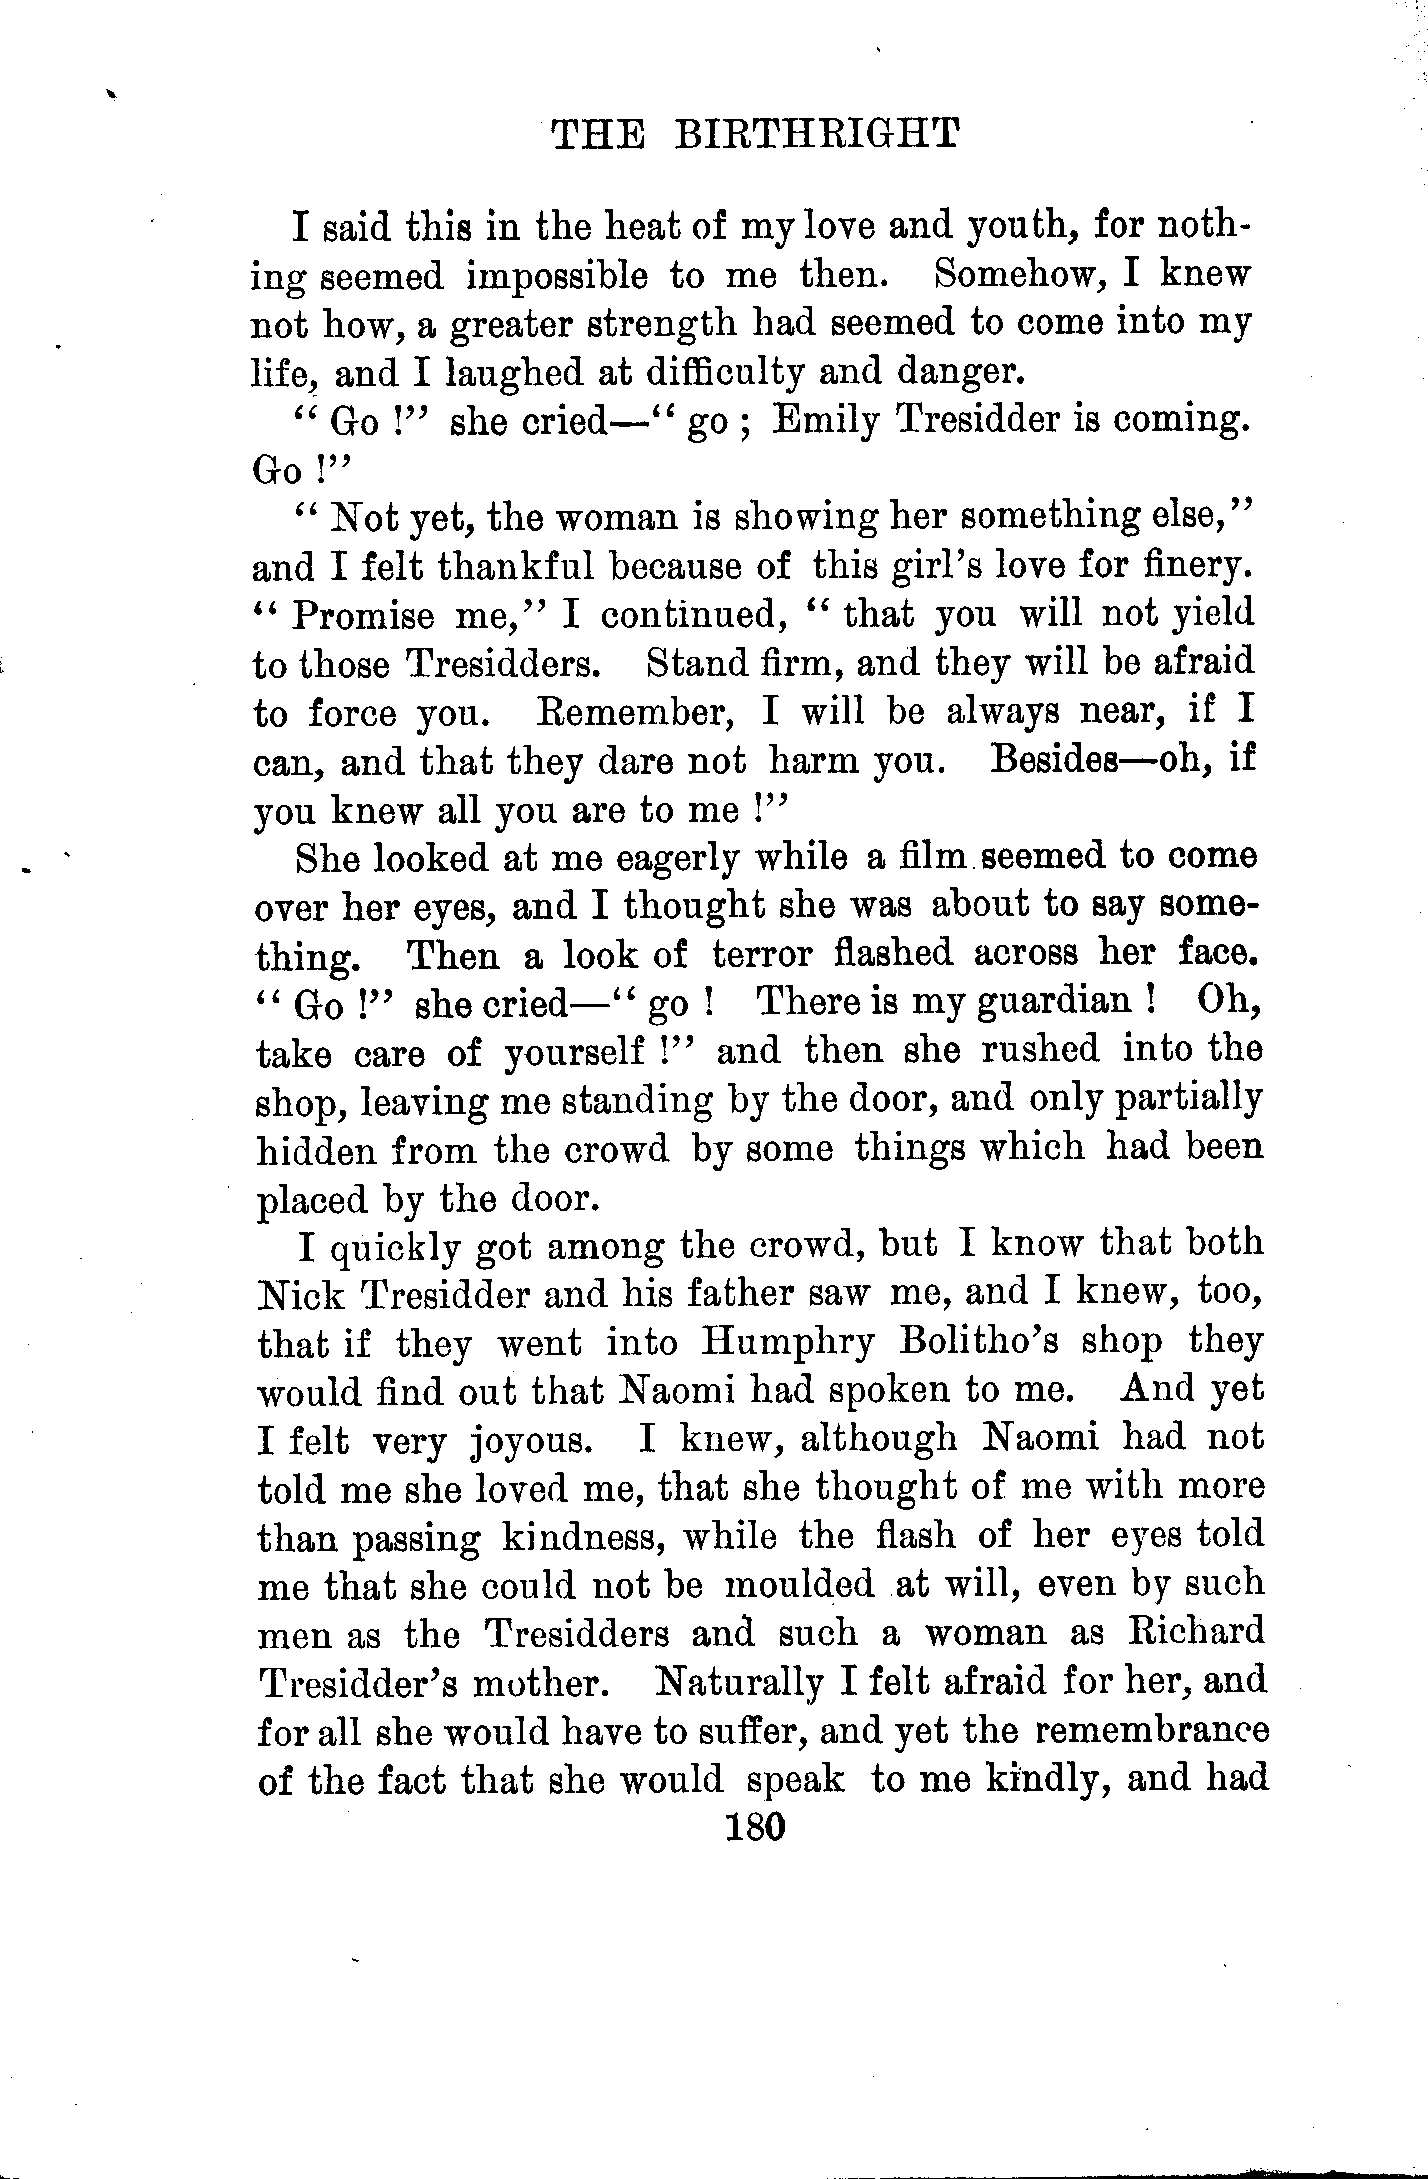 THE BIRTHRIGHT
I said this in the heat of my love and youth, for noth-
ing seemed impossible to me then. Somehow, I knew
not how, a greater strength had seemed to come into my
life, and I laughed at difficulty and danger.
“ Go !” she cried—“ go ; Emily Tresidder is coming.
Go !”
“ Not yet, the woman is showing her something else,”
and I felt thankful because of this girl’s love for finery.
“ Promise me,” I continued, “ that you will not yield
to those Tresidders. Stand firm, and they will be afraid
to force you. Remember, I will be always near, if I
can, and that they dare not harm you. Besides—oh, if
you knew all you are to me !”
She looked at me eagerly while a film seemed to come
over her eyes, and I thought she was about to say some-
thing. Then a look of terror flashed across her face.
“ Go !” she cried—“ go ! There is my guardian ! Oh,
take care of yourself !” and then she rushed into the
shop, leaving me standing by the door, and only partially
hidden from the crowd by some things which had been
placed by the door.
I quickly got among the crowd, but I know that both
Nick Tresidder and his father saw me, and I knew, too,
that if they went into Humphry Bolitho’s shop they
would find out that Naomi had spoken to me. And yet
I felt very joyous. I knew, although Naomi had not
told me she loved me, that she thought of me with more
than passing kindness, while the flash of her eyes told
me that she could not be moulded at will, even by such
men as the Tresidders and such a woman as Richard
Tresidder’s mother. Naturally I felt afraid for her, and
for all she would have to suffer, and yet the remembrance
of the fact that she would speak to me kindly, and had
180